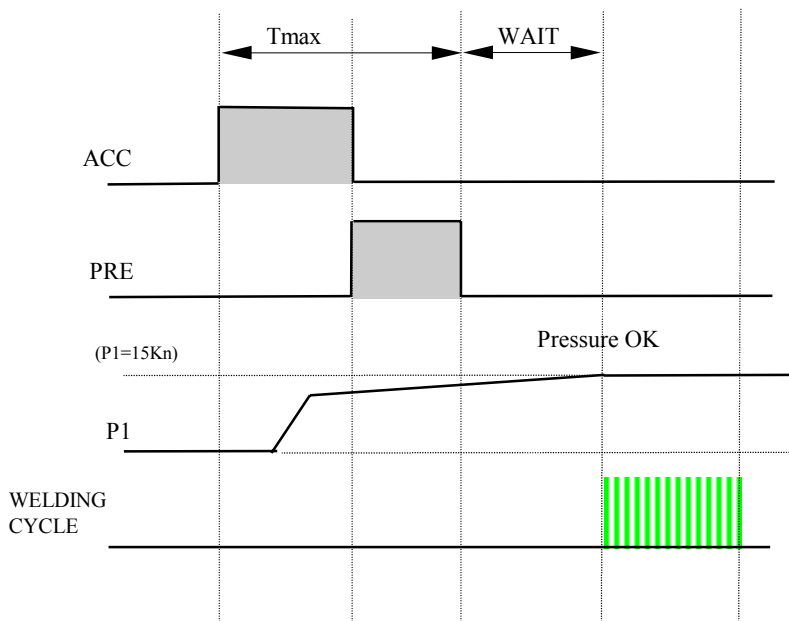 Tmax WAIT
ACC
PRE
Pressure OK
(P1=15Kn)
P1
WELDING
CYCLE